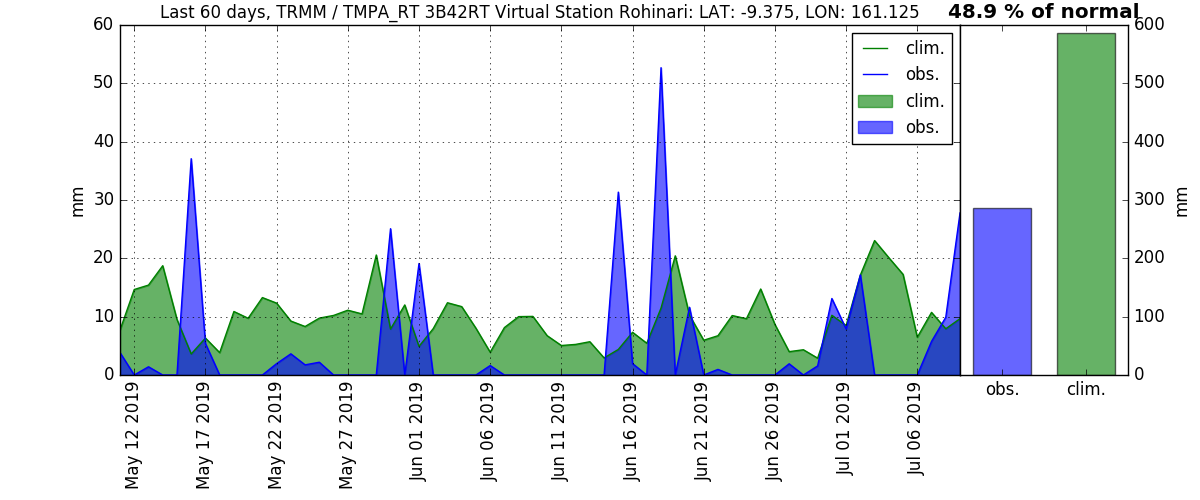 Last 60 days, TRMM / TMPA_RT 3B42RT Virtual Station Rohinari: LAT: -9.375, LON: 161.125
48.9 % of normal
60
50
40
30
20
10
0
mm
clim.
obs.
clim.
obs.
May 12 2019
May 17 2019
May 22 2019
May 27 2019
Jun 01 2019
Jun 06 2019
Jun 11 2019
Jun 16 2019
Jun 21 2019
Jun 26 2019
Jul 01 2019
Jul 06 2019
600
500
400
300
200
100
0
mm
obs.
clim.